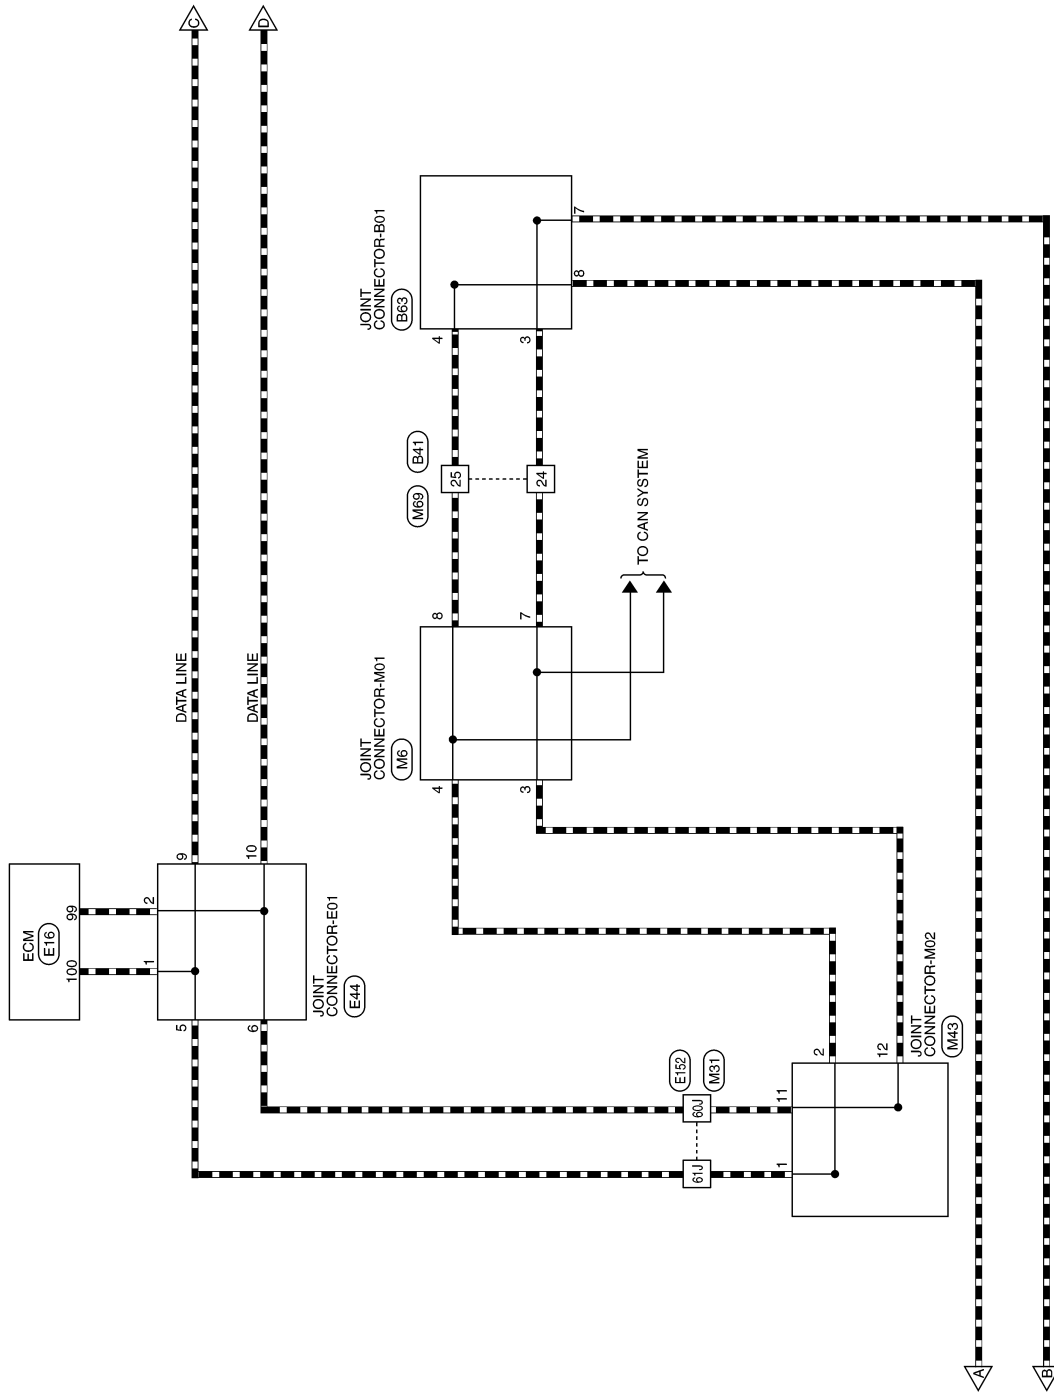 C
D
DATA LINE
DATA LINE
ECM
E16
100
99
1
2
9
10
5
6
JOINT
CONNECTOR-E01
E44
JOINT
CONNECTOR-B01
B63
4
3
8
7
M69
B41
25
24
TO CAN SYSTEM
JOINT
CONNECTOR-M01
M6
8
7
4
3
E152
M31
61J
60J
1
11
2
12
JOINT
CONNECTOR-M02
M43
A
B